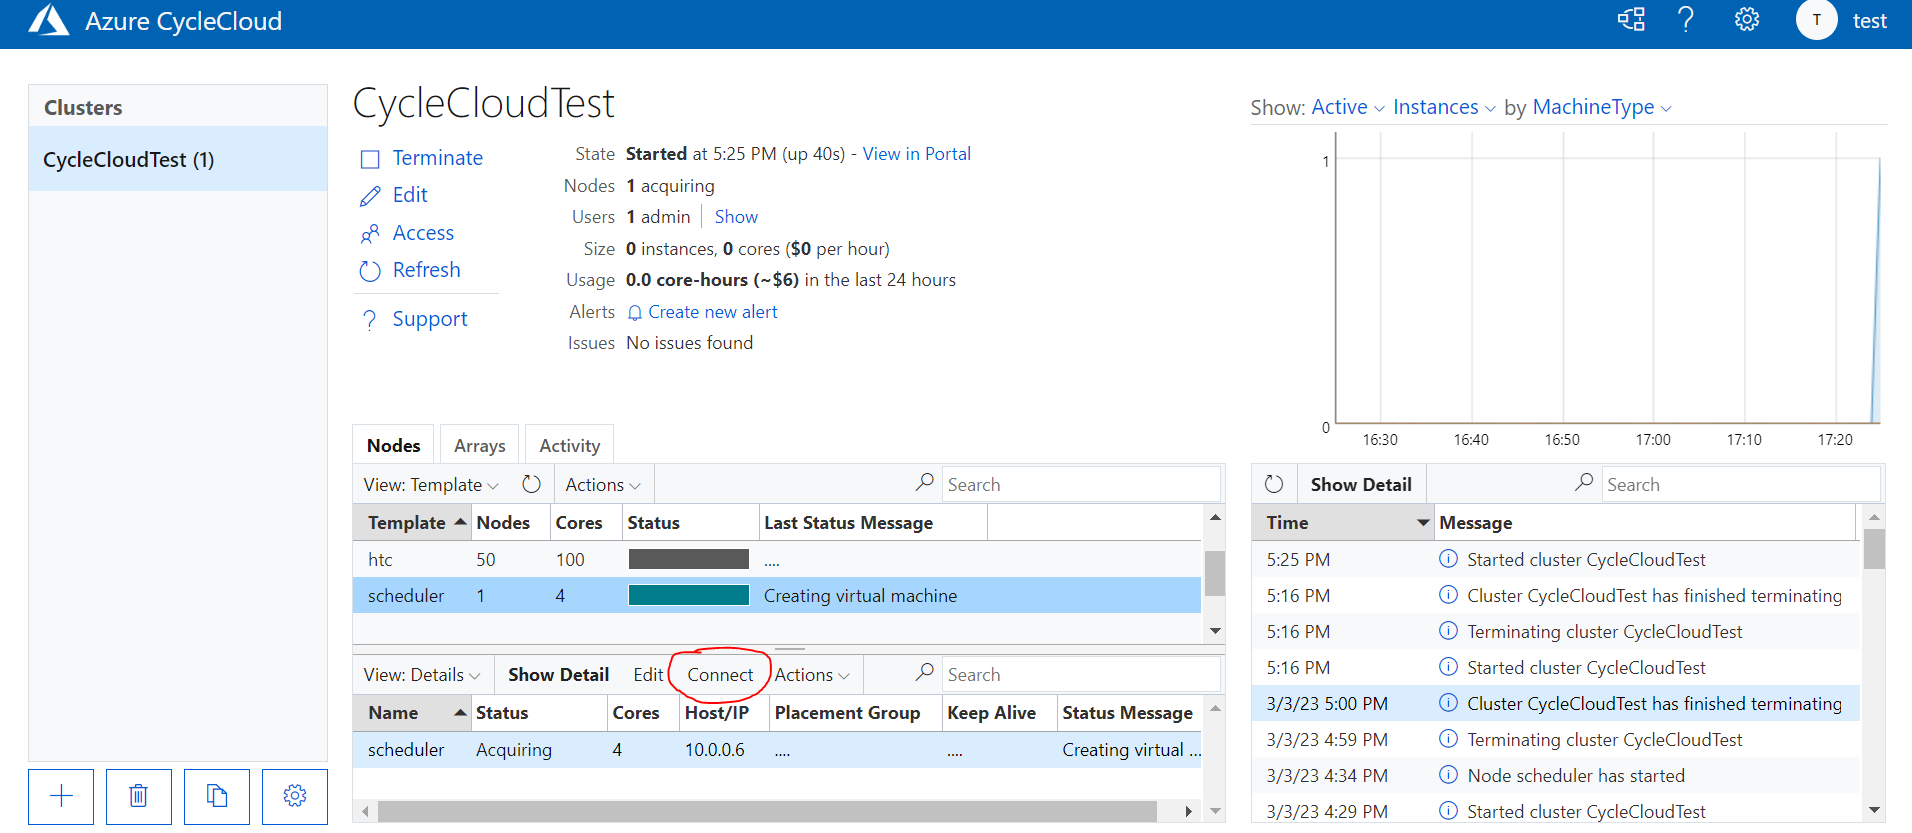 Azure CycleCloud
T test
Clusters
CycleCloudTest (1)
CycleCloudTest
Terminate
Edit
Access
Refresh
Support
State Started at 5:25 PM (up 40s) - View in Portal
Nodes 1 acquiring
Users 1 admin Show
Size 0 instances, 0 cores ($0 per hour)
Usage 0.0 core-hours (~$6) in the last 24 hours
Alerts Create new alert
Issues No issues found
Show: Active Instances by MachineType
1
0
16:30 16:40 16:50 17:00 17:10 17:20
Nodes Arrays Activity
View: Template Actions Search
Template Nodes Cores Status Last Status Message
htc 50 100 ....
scheduler 1 4 Creating virtual machine
View: Details Show Detail Edit Connect Actions Search
Name Status Cores Host/IP Placement Group Keep Alive Status Message
scheduler Acquiring 4 10.0.0.6 .... .... Creating virtual ...
Show Detail Search
Time Message
5:25 PM Started cluster CycleCloudTest
5:16 PM Cluster CycleCloudTest has finished terminating
5:16 PM Terminating cluster CycleCloudTest
5:16 PM Started cluster CycleCloudTest
3/3/23 5:00 PM Cluster CycleCloudTest has finished terminating
3/3/23 4:59 PM Terminating cluster CycleCloudTest
3/3/23 4:34 PM Node scheduler has started
3/3/23 4:29 PM Started cluster CycleCloudTest